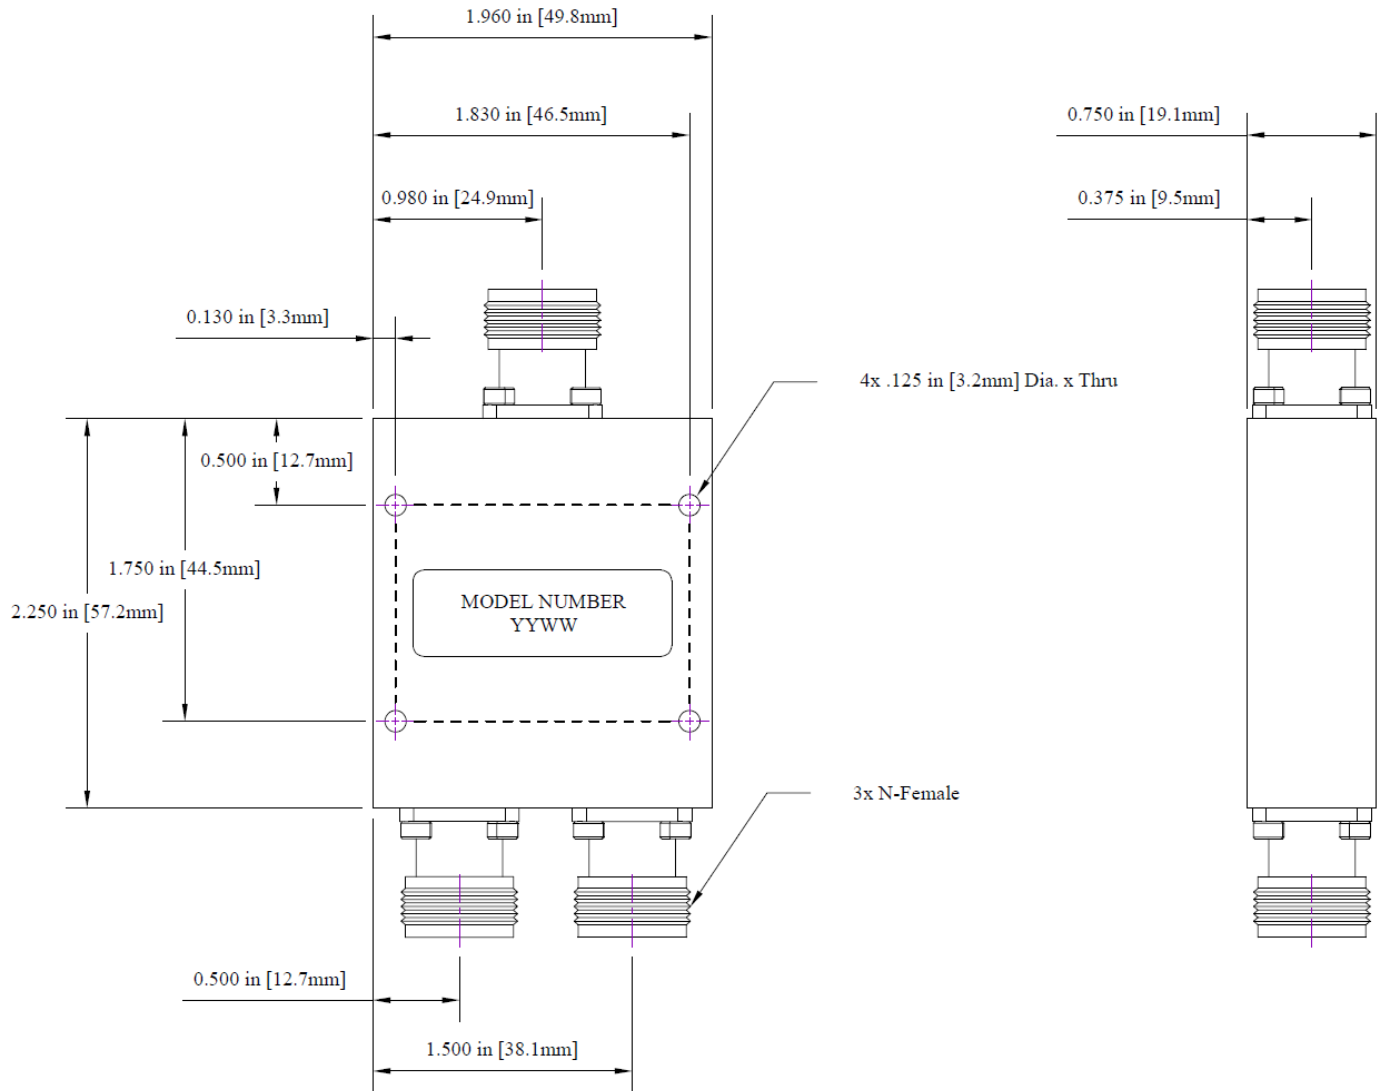 1.960 in [49.8mm]
1.830 in [46.5mm]
0.750 in [19.1mm]
0.980 in [24.9mm]
0.375 in [9.5mm]
0.130 in [3.3mm]
4x .125 in [3.2mm] Dia. x Thru
0.500 in [12.7mm]
1.750 in [44.5mm]
2.250 in [57.2mm]
MODEL NUMBER
YYWW
3x N-Female
0.500 in [12.7mm]
1.500 in [38.1mm]